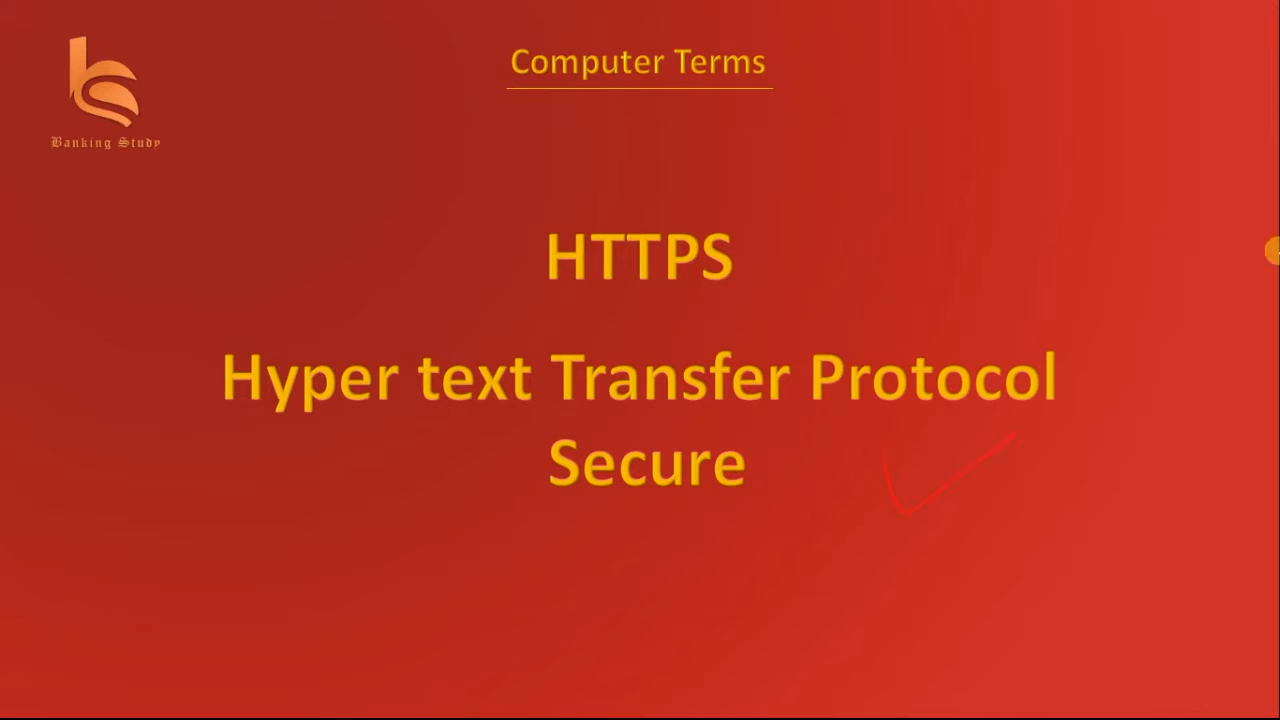 Computer Terms
Banking Study
HTTPS
Hyper text Transfer Protocol
Secure